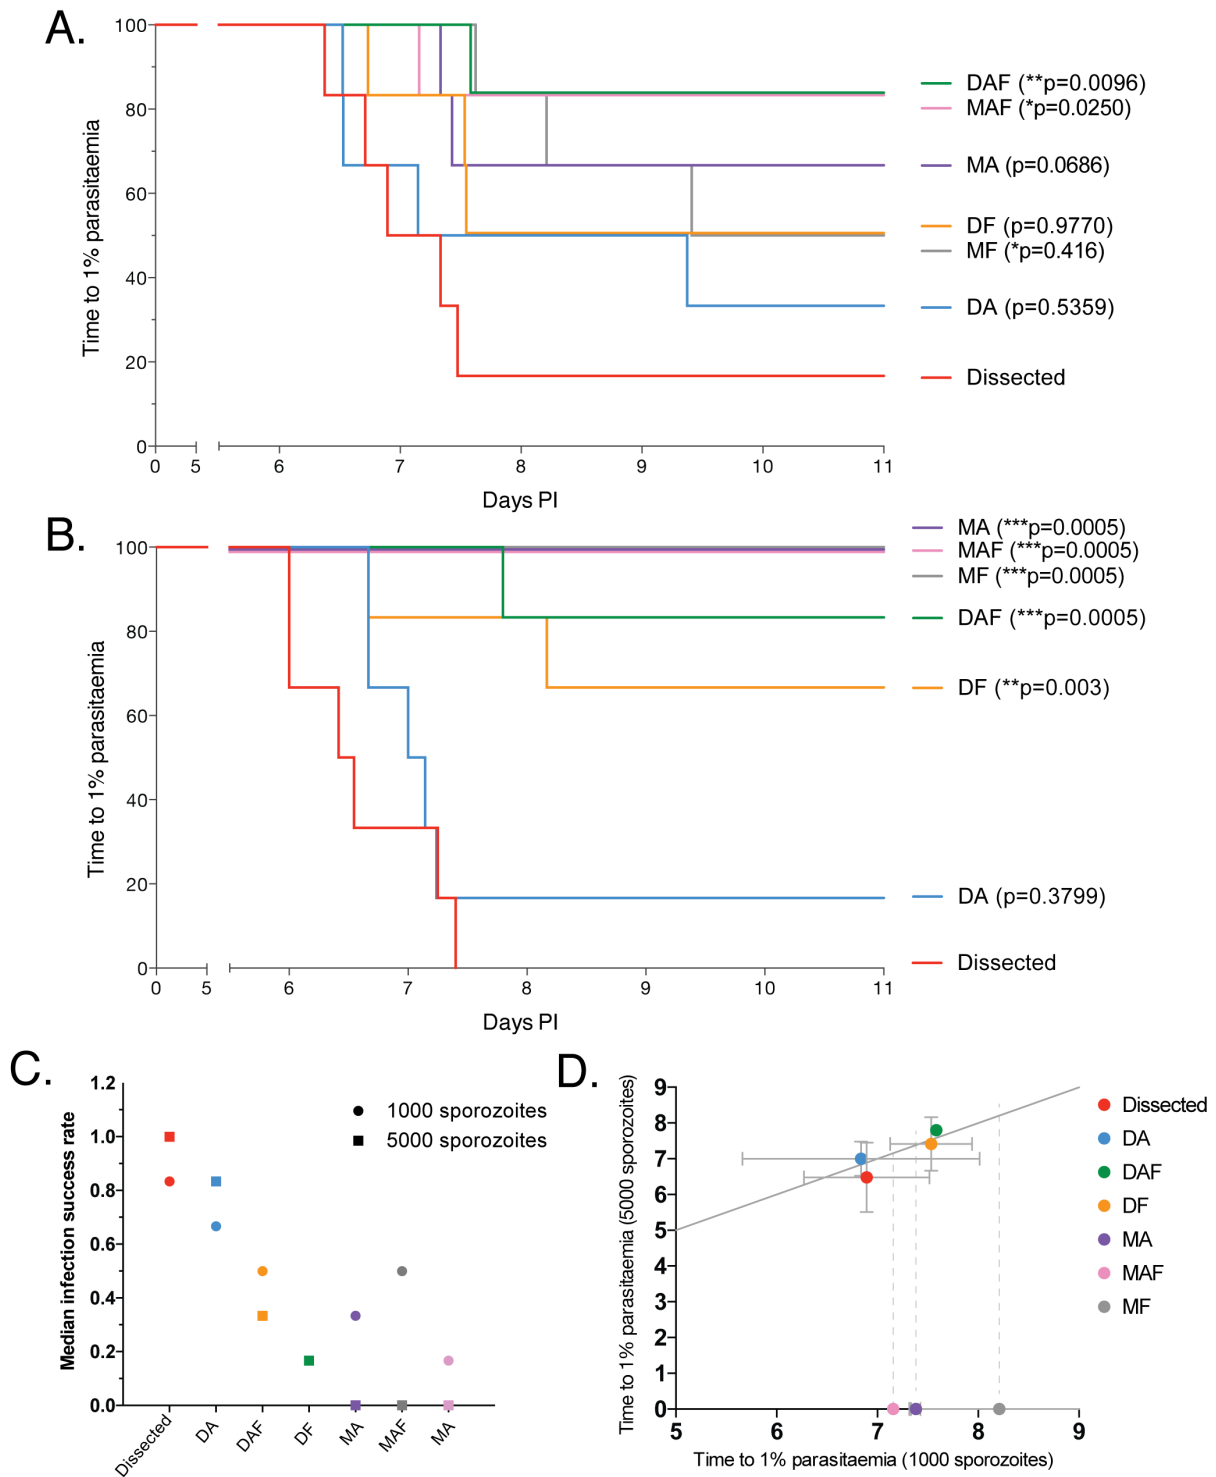 A.
100
80
60
40
20
0
Time to 1% parasitaemia
0 5 6 7 8 9 10 11
Days PI
DAF (**p=0.0096)
MAF (*p=0.0250)
MA (p=0.0686)
DF (p=0.9770)
MF (*p=0.416)
DA (p=0.5359)
Dissected
B.
100
80
60
40
20
0
Time to 1% parasitaemia
0 5 6 7 8 9 10 11
Days PI
MA (***p=0.0005)
MAF (***p=0.0005)
MF (***p=0.0005)
DAF (***p=0.0005)
DF (**p=0.003)
DA (p=0.3799)
Dissected
C.
1.2
1.0
0.8
0.6
0.4
0.2
0.0
Median infection success rate
1000 sporozoites
5000 sporozoites
Dissected
DA
DAF
DF
MA
MAF
MA
D.
9
8
7
6
5
4
3
2
1
0
Time to 1% parasitaemia (5000 sporozoites)
5 6 7 8 9
Time to 1% parasitaemia (1000 sporozoites)
Dissected
DA
DAF
DF
MA
MAF
MF